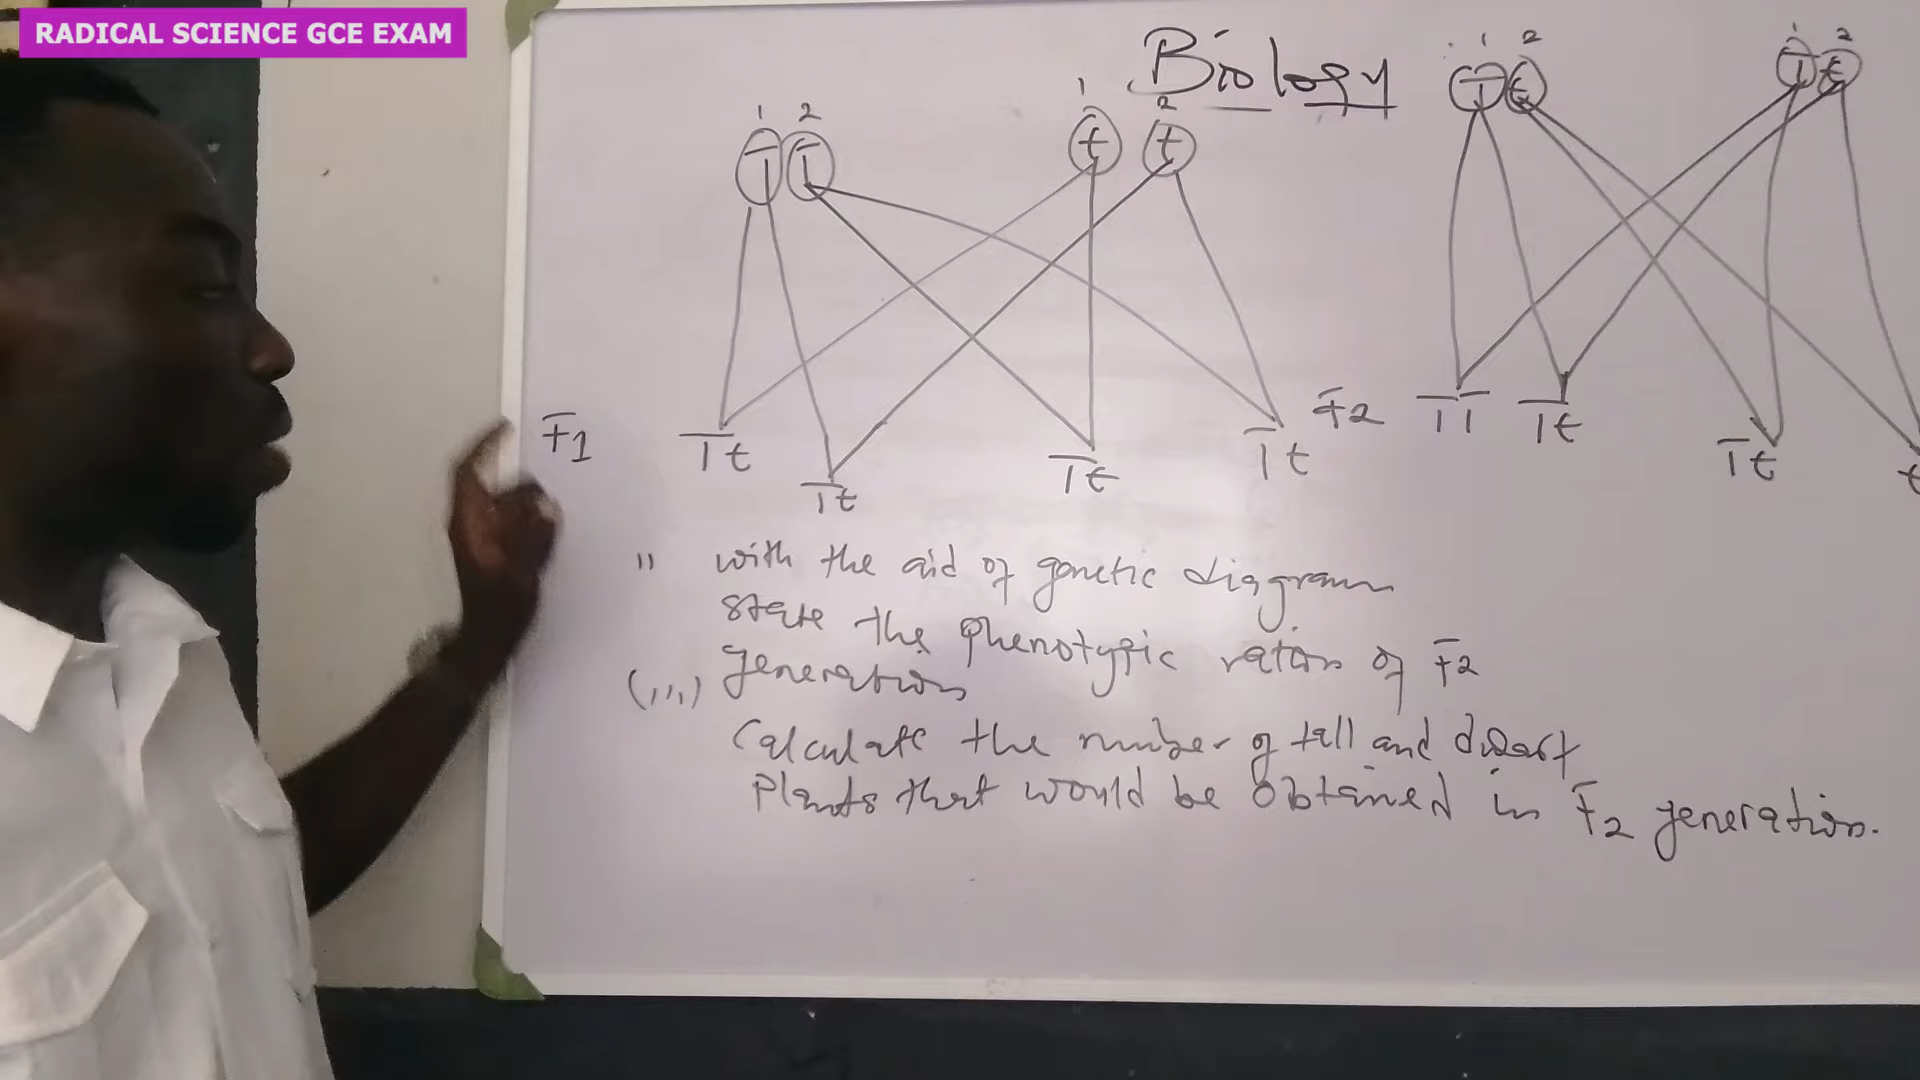 RADICAL SCIENCE GCE EXAM
Biology
1 2 1 2
T T t t
1 2 1 2
T t T t
F1 Tt Tt Tt Tt
F2 TT Tt Tt t
11 with the aid of genetic diagram
state the phenotypic ration of F2
generation
(iii)
Calculate the number of tall and dwarf
Plants that would be obtained in F2 generation.